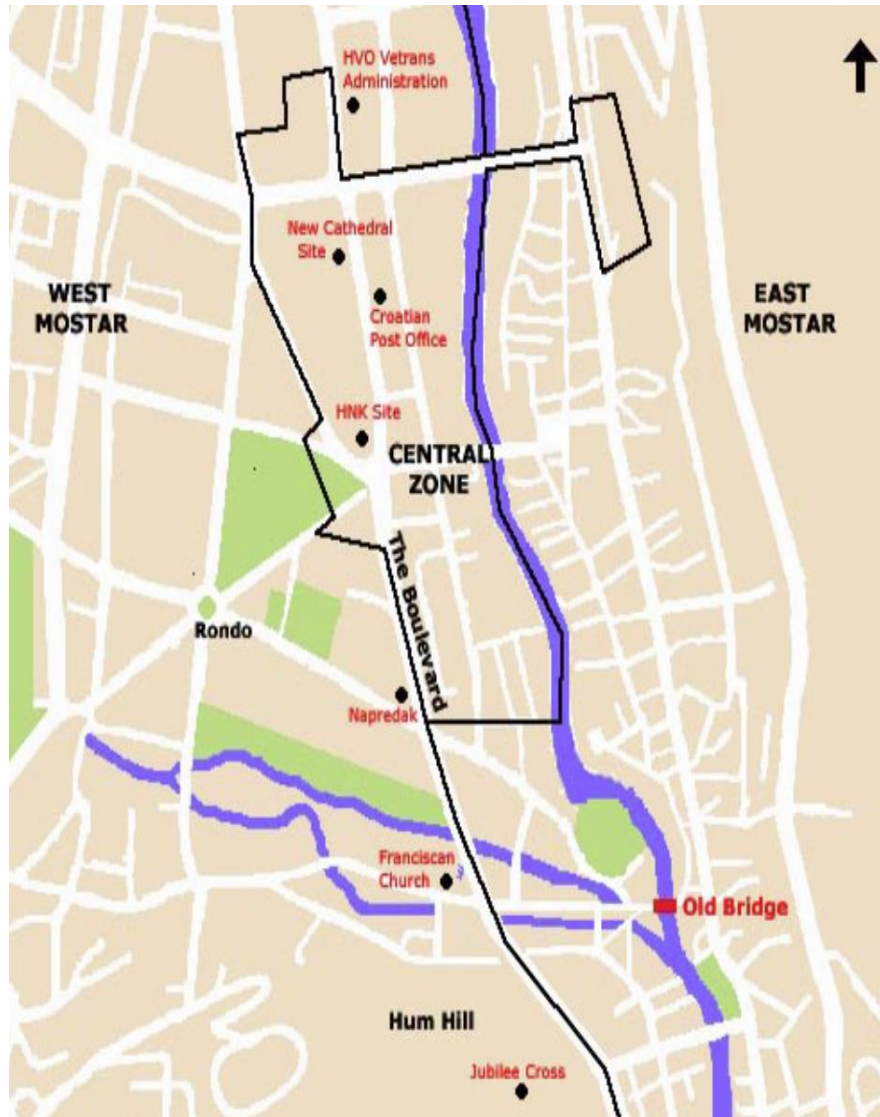 HVO Vetrans
Administration
New Cathedral
Site
WEST
MOSTAR
EAST
MOSTAR
Croatian
Post Office
HNK Site
CENTRAL
ZONE
The Boulevard
Rondo
Napredak
Franciscan
Church
Old Bridge
Hum Hill
Jubilee Cross